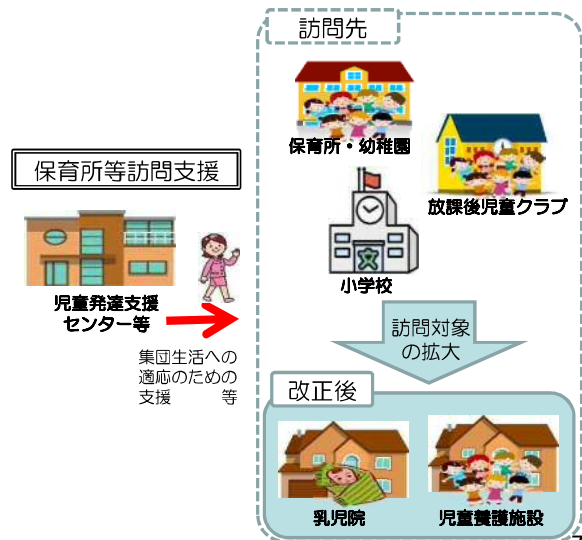 訪問先
保育所・幼稚園
保育所等訪問支援
放課後児童クラブ
文
小学校
児童発達支援
センター等
訪問対象
の拡大
集団生活への
適応のための
支援 等
改正後
乳児院
児童養護施設